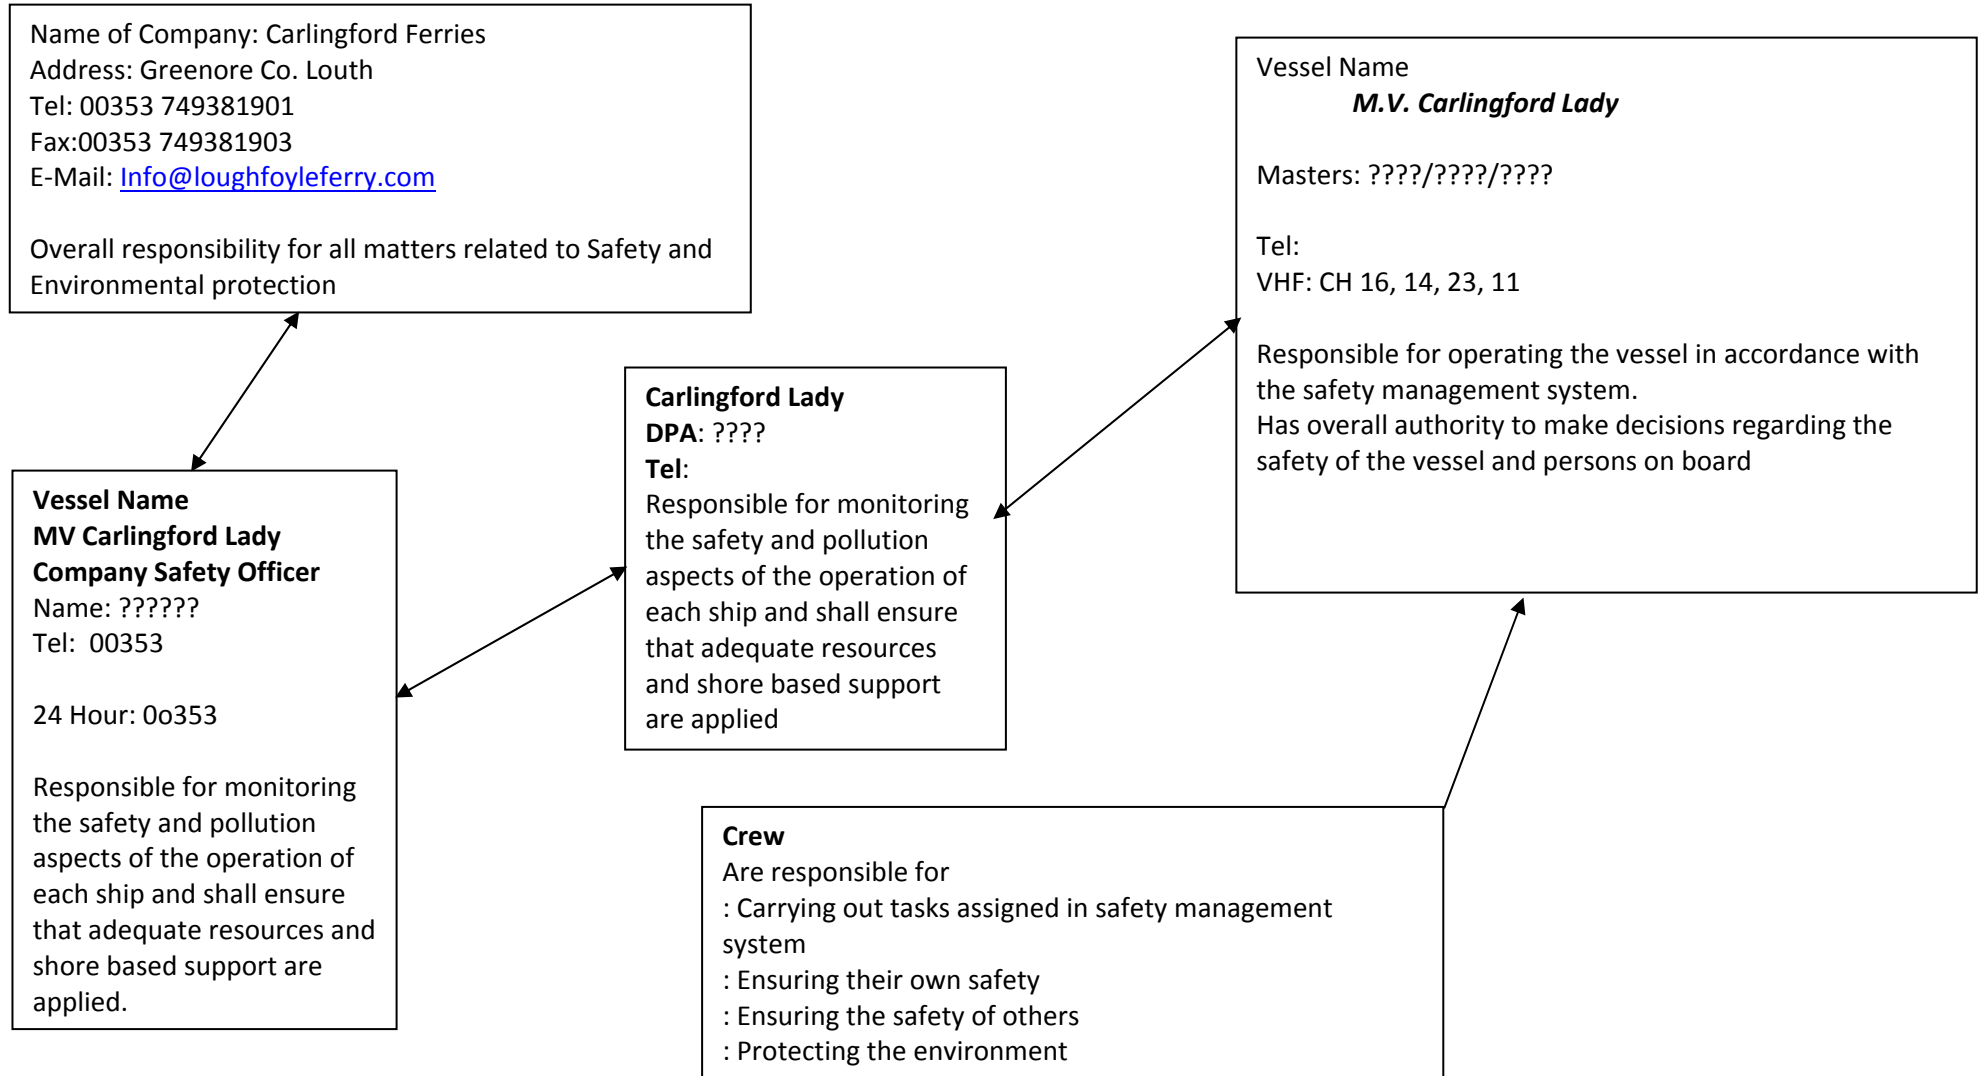 Name of Company: Carlingford Ferries
Address: Greenore Co. Louth
Tel: 00353 749381901
Fax:00353 749381903
E-Mail: Info@loughfoyleferry.com
Overall responsibility for all matters related to Safety and
Environmental protection
Vessel Name
M.V. Carlingford Lady
Masters: ????/????/????
Tel:
VHF: CH 16, 14, 23, 11
Responsible for operating the vessel in accordance with
the safety management system.
Has overall authority to make decisions regarding the
safety of the vessel and persons on board
Carlingford Lady
DPA: ????
Tel:
Responsible for monitoring
the safety and pollution
aspects of the operation of
each ship and shall ensure
that adequate resources
and shore based support
are applied
Vessel Name
MV Carlingford Lady
Company Safety Officer
Name: ??????
Tel:  00353
24 Hour: 0o353
Responsible for monitoring
the safety and pollution
aspects of the operation of
each ship and shall ensure
that adequate resources and
shore based support are
applied.
Crew
Are responsible for
: Carrying out tasks assigned in safety management
system
: Ensuring their own safety
: Ensuring the safety of others
: Protecting the environment